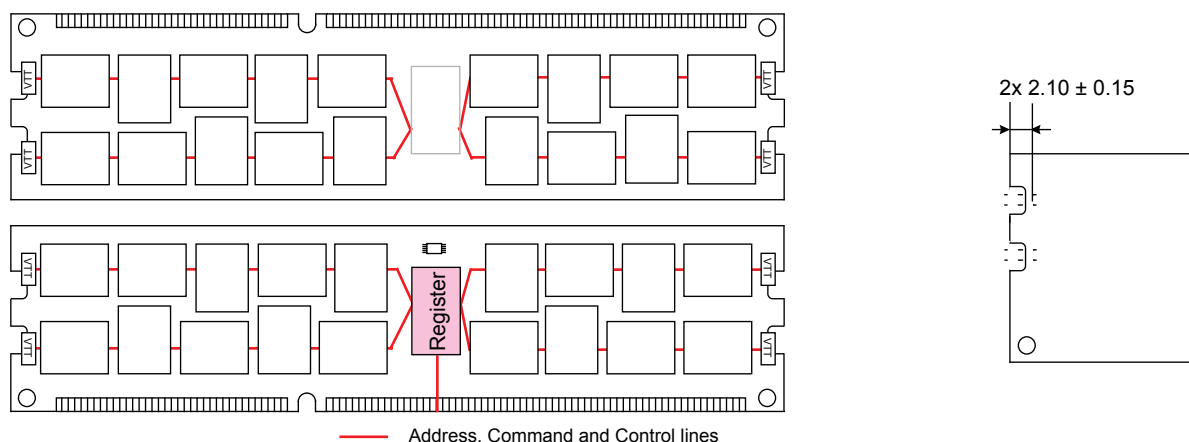 VTT
VTT
VTT
VTT
2x 2.10 ± 0.15
VTT
VTT
Register
VTT
VTT
Address, Command and Control lines